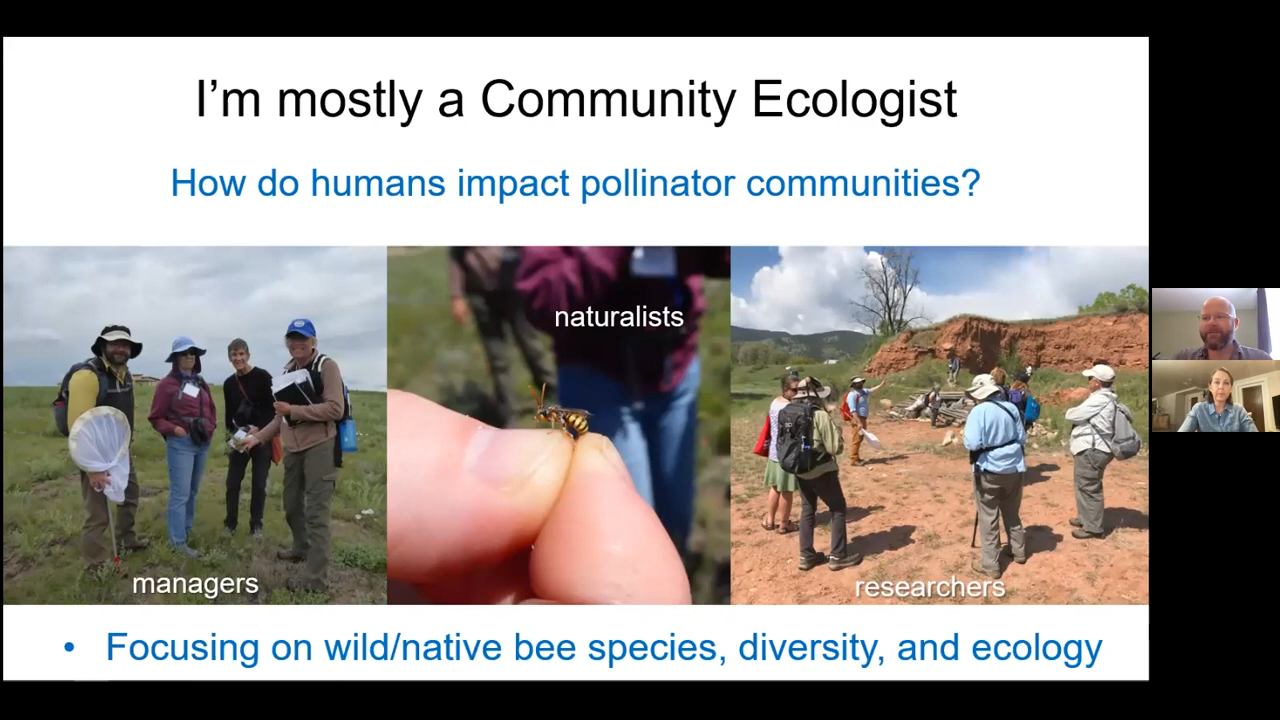 I'm mostly a Community Ecologist
How do humans impact pollinator communities?
naturalists
managers
researchers
• Focusing on wild/native bee species, diversity, and ecology